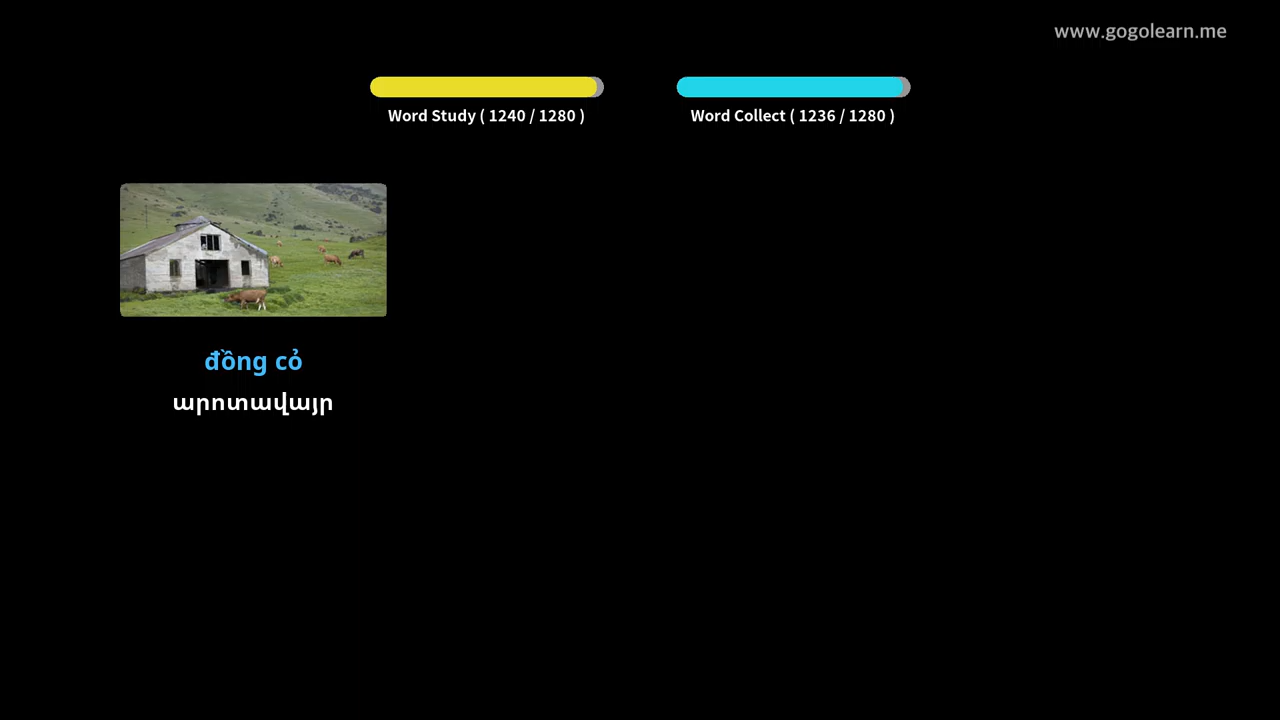 www.gogolearn.me
Word Study ( 1240 / 1280 )
Word Collect ( 1236 / 1280 )
đồng cỏ
արոտավայր